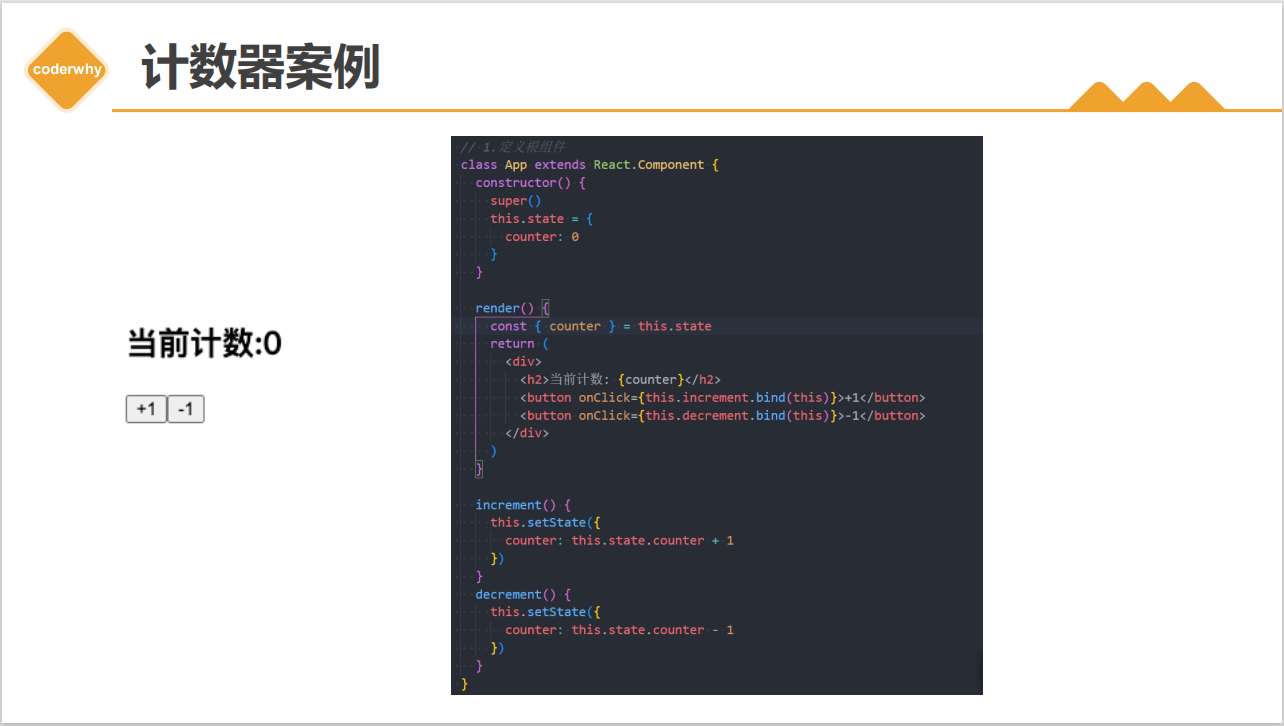 coderwhy
计数器案例
当前计数:0
+1 -1
// 1.定义根组件
class App extends React.Component {
constructor() {
super()
this.state = {
counter: 0
}
}
render() {
const { counter } = this.state
return (
<div>
<h2>当前计数: {counter}</h2>
<button onClick={this.increment.bind(this)}>+1</button>
<button onClick={this.decrement.bind(this)}>-1</button>
</div>
)
}
increment() {
this.setState({
counter: this.state.counter + 1
})
}
decrement() {
this.setState({
counter: this.state.counter - 1
})
}
}